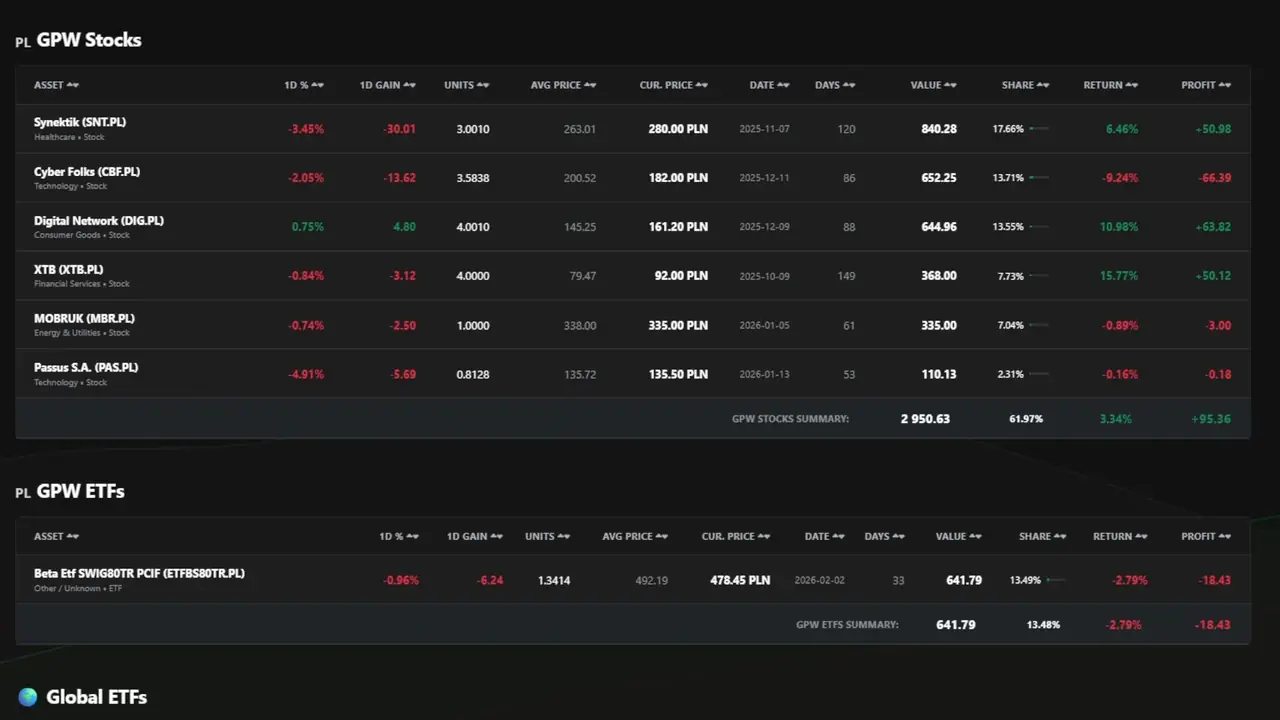 PL GPW Stocks
ASSET 1D % 1D GAIN UNITS AVG PRICE CUR. PRICE DATE DAYS VALUE SHARE RETURN PROFIT
Synektik (SNT.PL) -3.45% -30.01 3.0010 263.01 280.00 PLN 2025-11-07 120 840.28 17.66% 6.46% +50.98
Healthcare • Stock
Cyber Folks (CBF.PL) -2.05% -13.62 3.5838 200.52 182.00 PLN 2025-12-11 86 652.25 13.71% -9.24% -66.39
Technology • Stock
Digital Network (DIG.PL) 0.75% 4.80 4.0010 145.25 161.20 PLN 2025-12-09 88 644.96 13.55% 10.98% +63.82
Consumer Goods • Stock
XTB (XTB.PL) -0.84% -3.12 4.0000 79.47 92.00 PLN 2025-10-09 149 368.00 7.73% 15.77% +50.12
Financial Services • Stock
MOBRUK (MBR.PL) -0.74% -2.50 1.0000 338.00 335.00 PLN 2026-01-05 61 335.00 7.04% -0.89% -3.00
Energy & Utilities • Stock
Passus S.A. (PAS.PL) -4.91% -5.69 0.8128 135.72 135.50 PLN 2026-01-13 53 110.13 2.31% -0.16% -0.18
Technology • Stock
GPW STOCKS SUMMARY: 2 950.63 61.97% 3.34% +95.36
PL GPW ETFs
ASSET 1D % 1D GAIN UNITS AVG PRICE CUR. PRICE DATE DAYS VALUE SHARE RETURN PROFIT
Beta Etf SWIG80TR PCIF (ETFBS80TR.PL) -0.96% -6.24 1.3414 492.19 478.45 PLN 2026-02-02 33 641.79 13.49% -2.79% -18.43
Other / Unknown • ETF
GPW ETFS SUMMARY: 641.79 13.48% -2.79% -18.43
Global ETFs